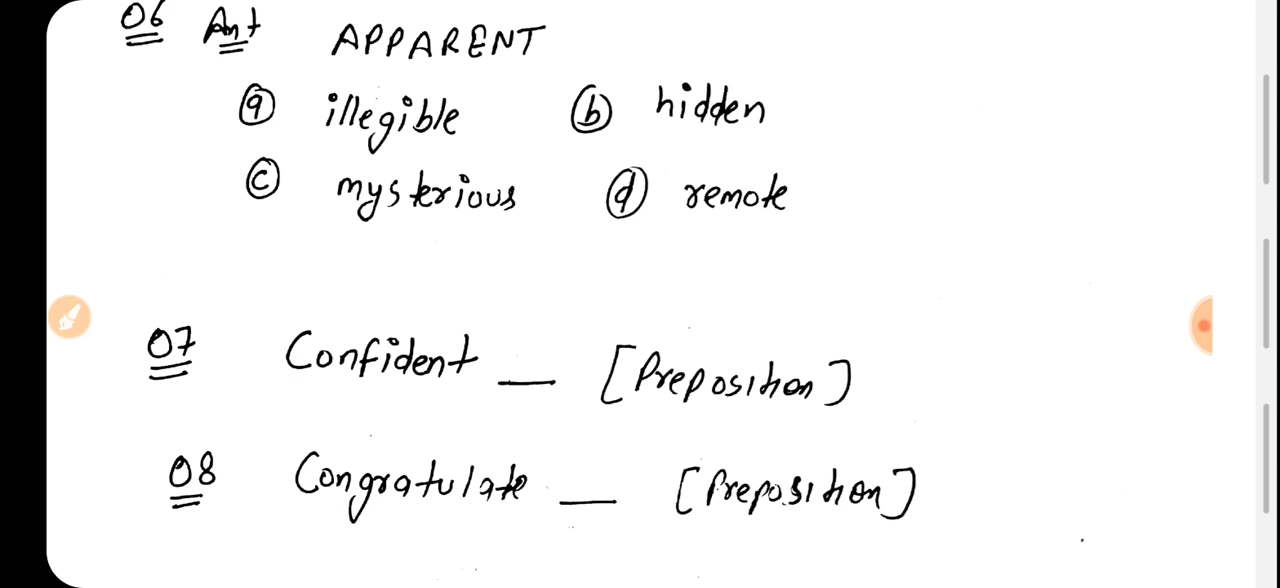 06 Ant APPARENT
ⓐ illegible ⓑ hidden
ⓒ mysterious ⓓ remote
07 Confident __ [Preposition]
08 Congratulate __ [Preposition]